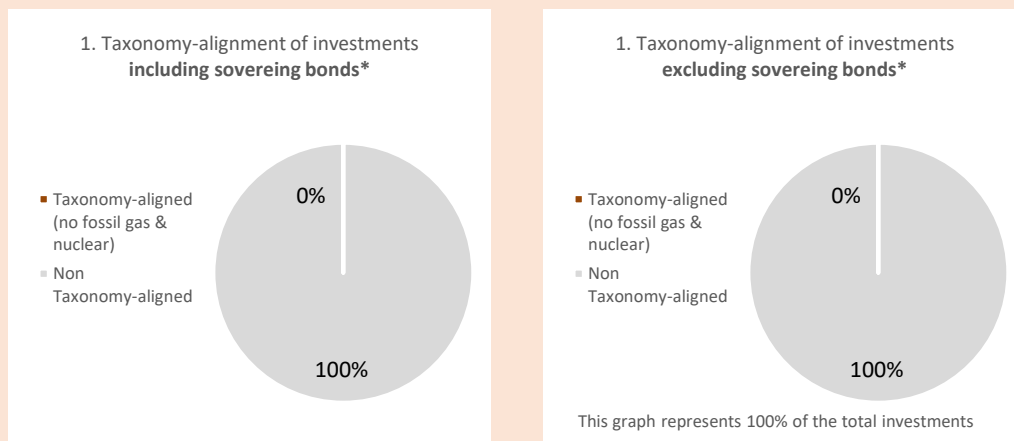 1. Taxonomy-alignment of investments
including sovereing bonds*
Taxonomy-aligned
(no fossil gas &
nuclear)
Non
Taxonomy-aligned
0%
100%
1. Taxonomy-alignment of investments
excluding sovereing bonds*
Taxonomy-aligned
(no fossil gas &
nuclear)
Non
Taxonomy-aligned
0%
100%
This graph represents 100% of the total investments